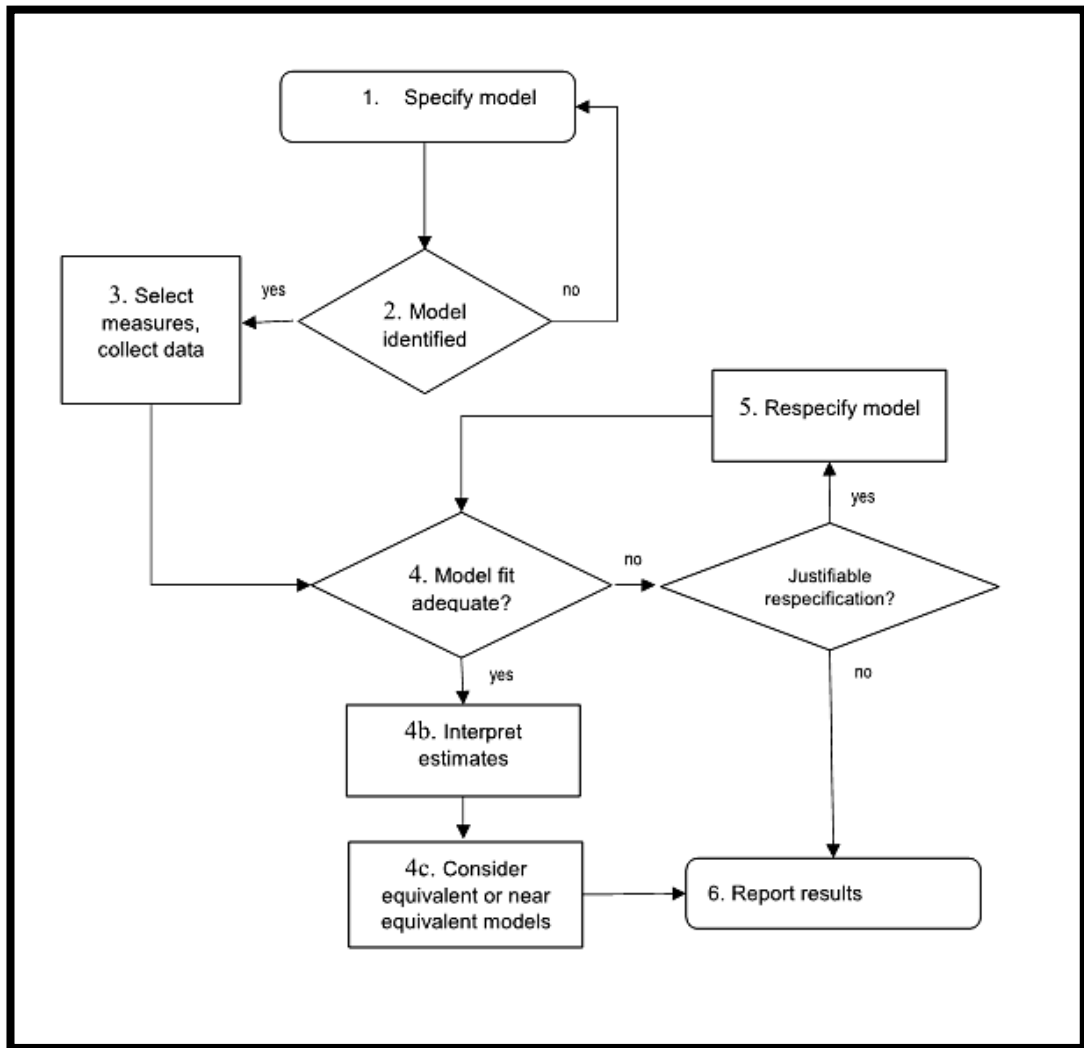 1. Specify model
yes
no
3. Select
measures,
collect data
2. Model
identified
5. Respecify model
yes
4. Model fit
adequate?
no
Justifiable
respecification?
yes
no
4b. Interpret
estimates
4c. Consider
equivalent or near
equivalent models
6. Report results